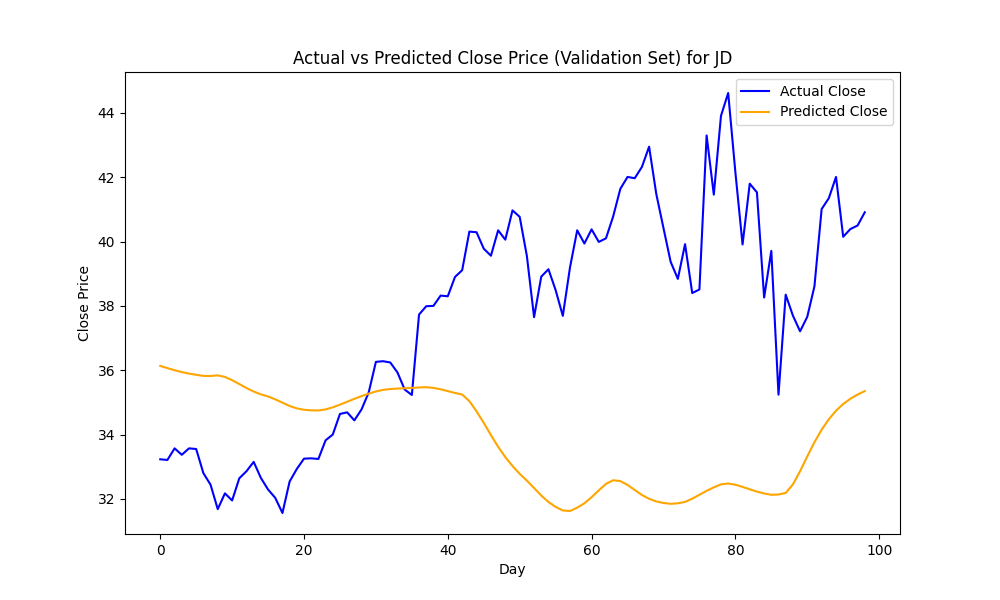 Actual vs Predicted Close Price (Validation Set) for JD
Actual Close
Predicted Close
44
42
40
38
36
34
32
Close Price
0 20 40 60 80 100
Day